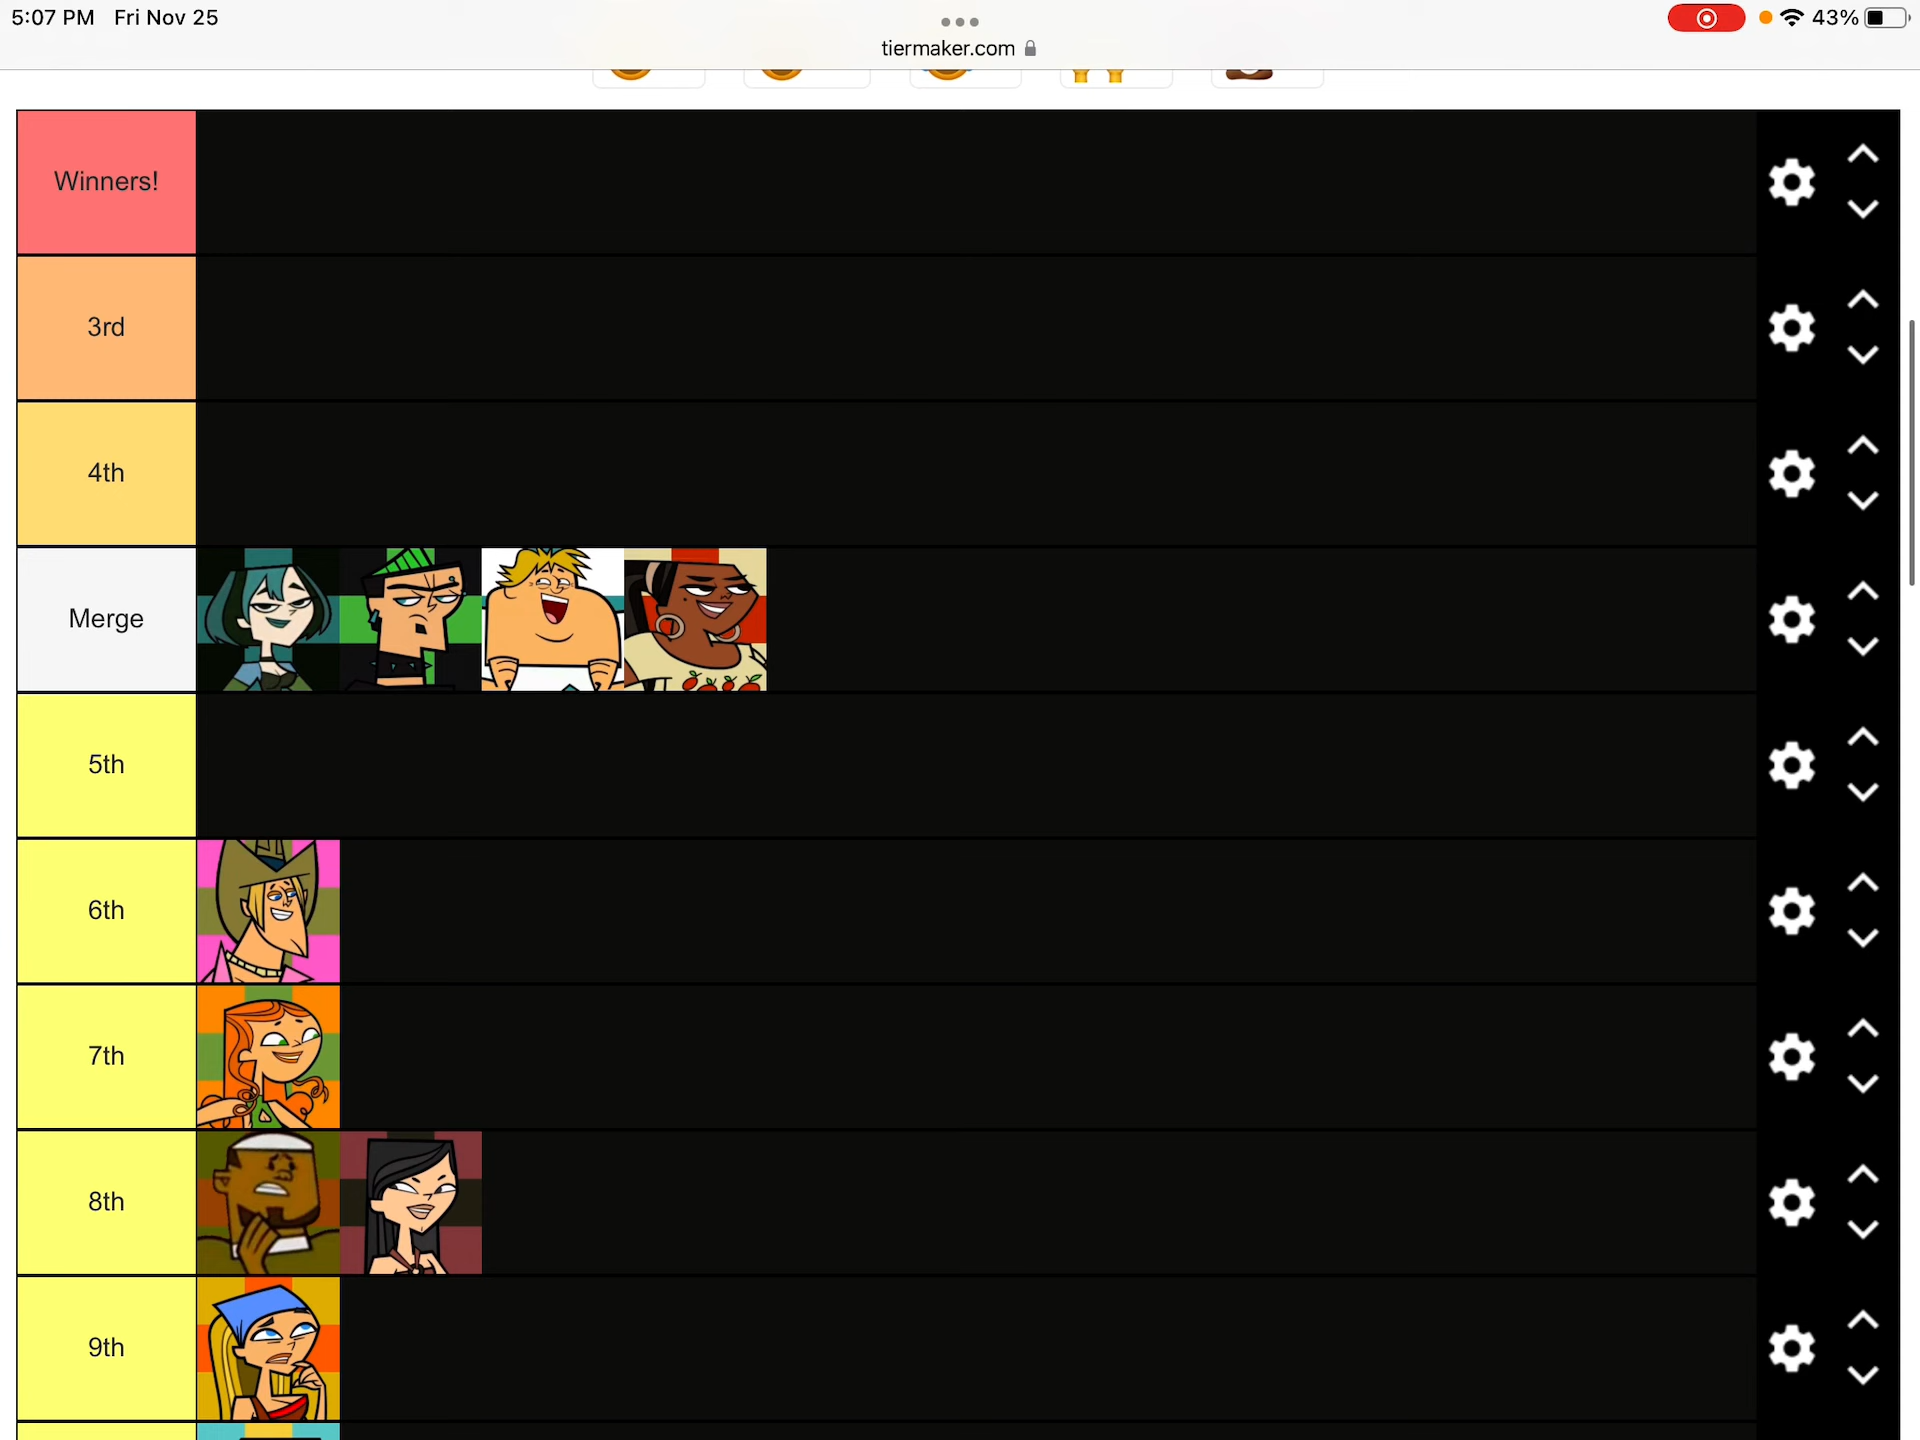 5:07 PM Fri Nov 25
43%
tiermaker.com
Winners!
3rd
4th
Merge
5th
6th
7th
8th
9th